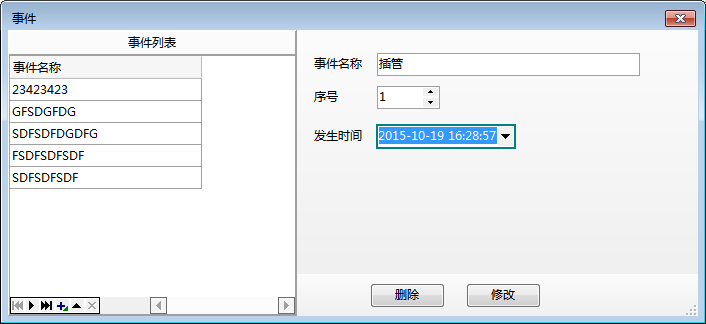 事件
事件列表
事件名称
23423423
GFSDGFDG
SDFSDFDGDFG
FSDFSDFSDF
SDFSDFSDF
事件名称 插管
序号 1
发生时间 2015-10-19 16:28:57
删除 修改